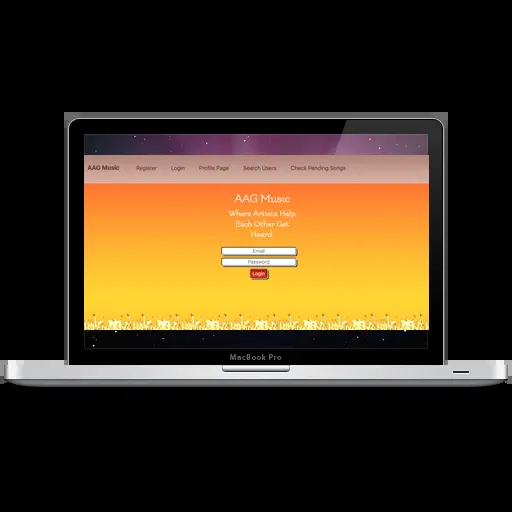 AAG Music Register Login Profile Page Search Users Check Pending Songs
AAG Music
Where Artists Help
Each Other Get
Heard.
Email
Password
Login
MacBook Pro